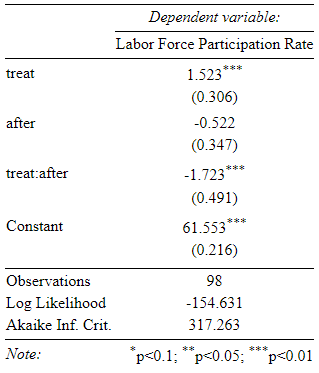 Dependent variable:
Labor Force Participation Rate
treat 1.523***
(0.306)
after -0.522
(0.347)
treat:after -1.723***
(0.491)
Constant 61.553***
(0.216)
Observations 98
Log Likelihood -154.631
Akaike Inf. Crit. 317.263
Note: *p<0.1; **p<0.05; ***p<0.01